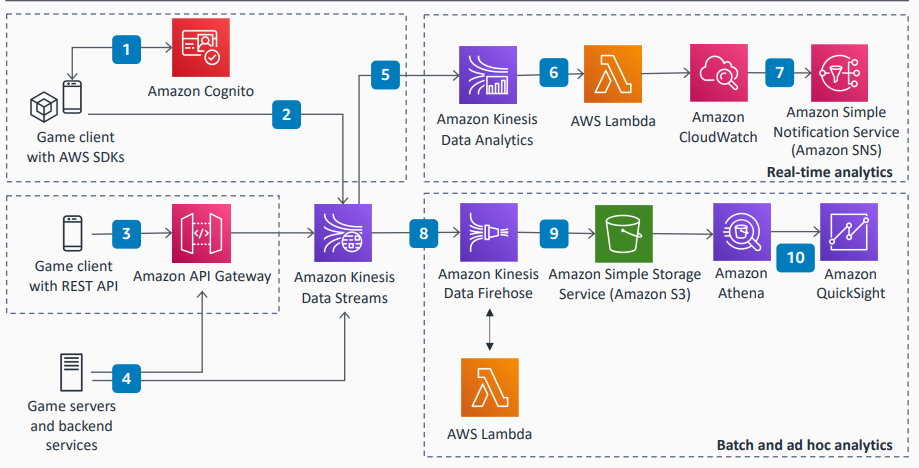 1
Amazon Cognito
2
Game client
with AWS SDKs
3
Game client
with REST API
Amazon API Gateway
4
Game servers
and backend
services
Amazon Kinesis
Data Streams
5
Amazon Kinesis
Data Analytics
6
AWS Lambda
Amazon
CloudWatch
7
Amazon Simple
Notification Service
(Amazon SNS)
Real-time analytics
8
Amazon Kinesis
Data Firehose
9
Amazon Simple Storage
Service (Amazon S3)
Amazon
Athena
10
Amazon
QuickSight
AWS Lambda
Batch and ad hoc analytics